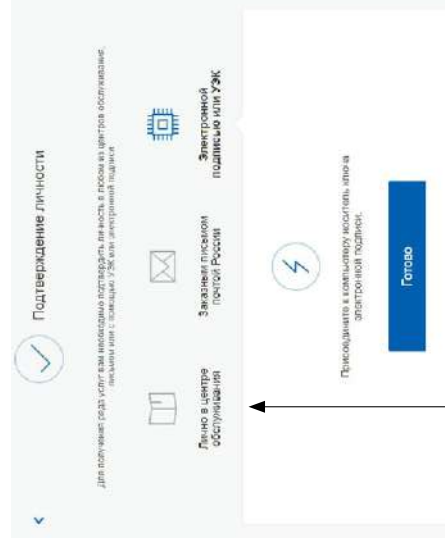 Подтверждение личности
Для получения ряда услуг вам необходимо подтвердить личность в любом из центров обслуживания,
письмом или с помощью УЭК или электронной подписи
Лично в центре
обслуживания
Заказным письмом
почтой России
Электронной
подписью или УЭК
Присоедините к компьютеру носитель ключа
электронной подписи.
Готово